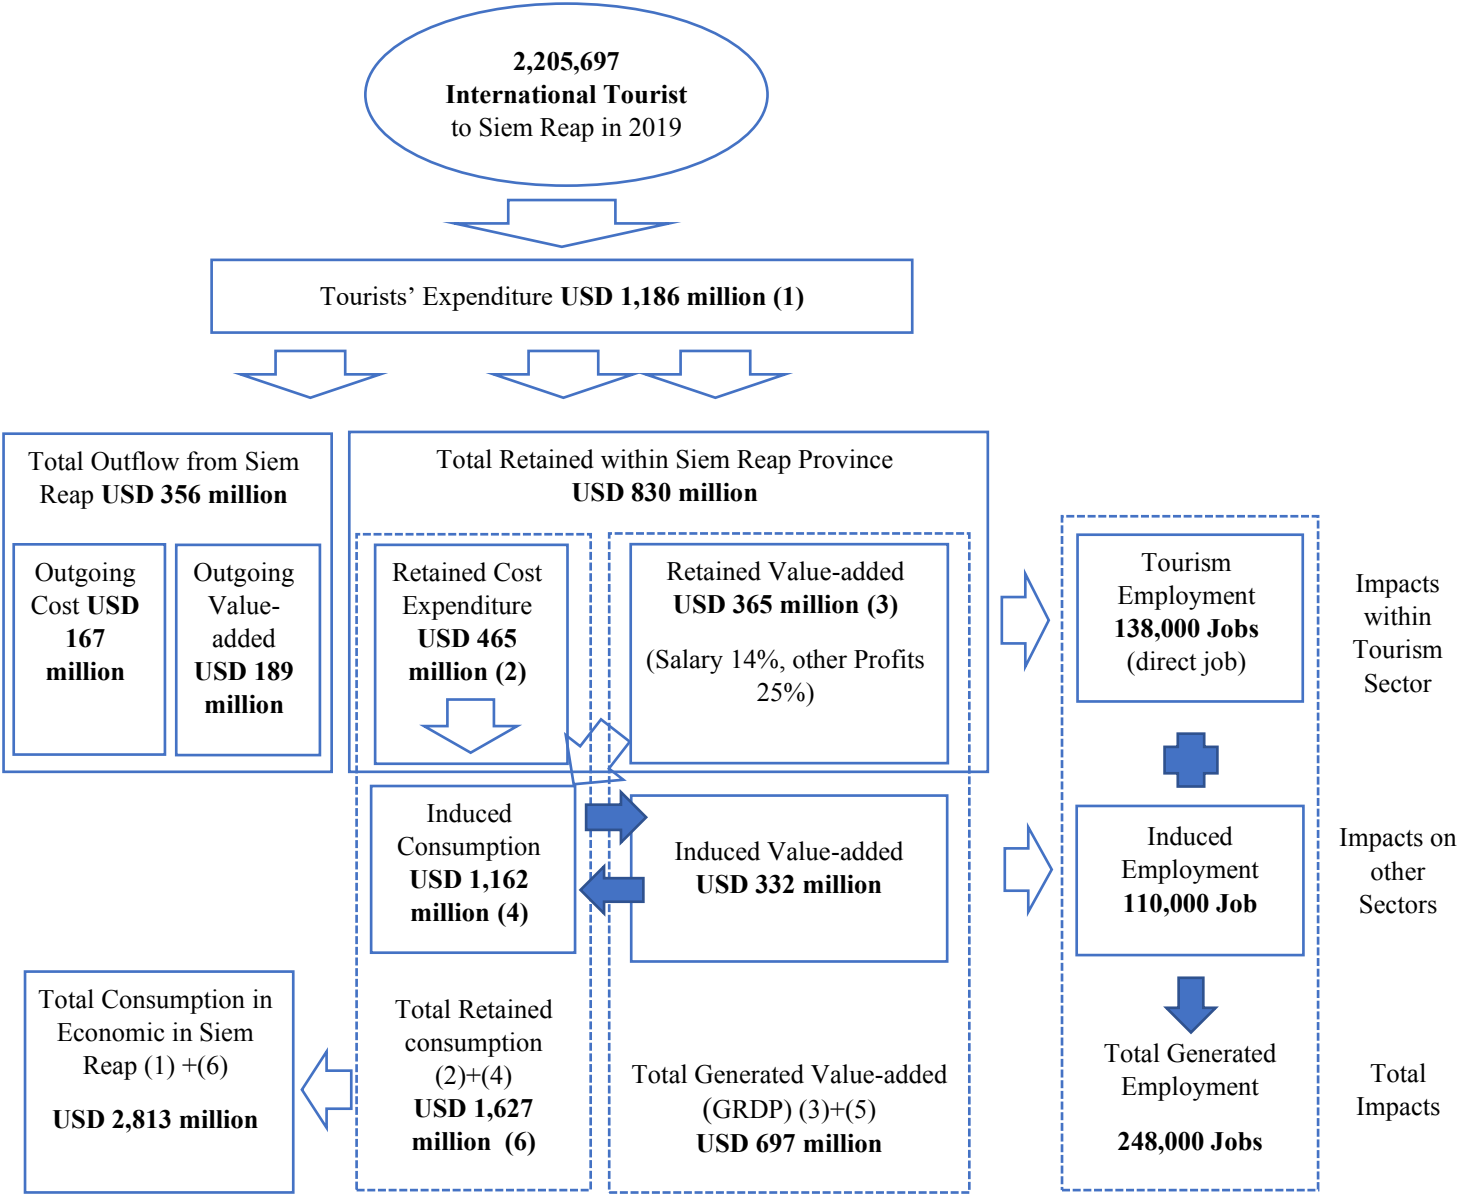 2,205,697
International Tourist
to Siem Reap in 2019
Tourists’ Expenditure USD 1,186 million (1)
Total Outflow from Siem
Reap USD 356 million
Outgoing
Cost USD
167
million
Outgoing
Value-
added
USD 189
million
Total Retained within Siem Reap Province
USD 830 million
Retained Cost
Expenditure
USD 465
million (2)
Retained Value-added
USD 365 million (3)
(Salary 14%, other Profits
25%)
Tourism
Employment
138,000 Jobs
(direct job)
Impacts
within
Tourism
Sector
Induced
Consumption
USD 1,162
million (4)
Induced Value-added
USD 332 million
Induced
Employment
110,000 Job
Impacts on
other
Sectors
Total Consumption in
Economic in Siem
Reap (1) +(6)
USD 2,813 million
Total Retained
consumption
(2)+(4)
USD 1,627
million (6)
Total Generated Value-added
(GRDP) (3)+(5)
USD 697 million
Total Generated
Employment
248,000 Jobs
Total
Impacts